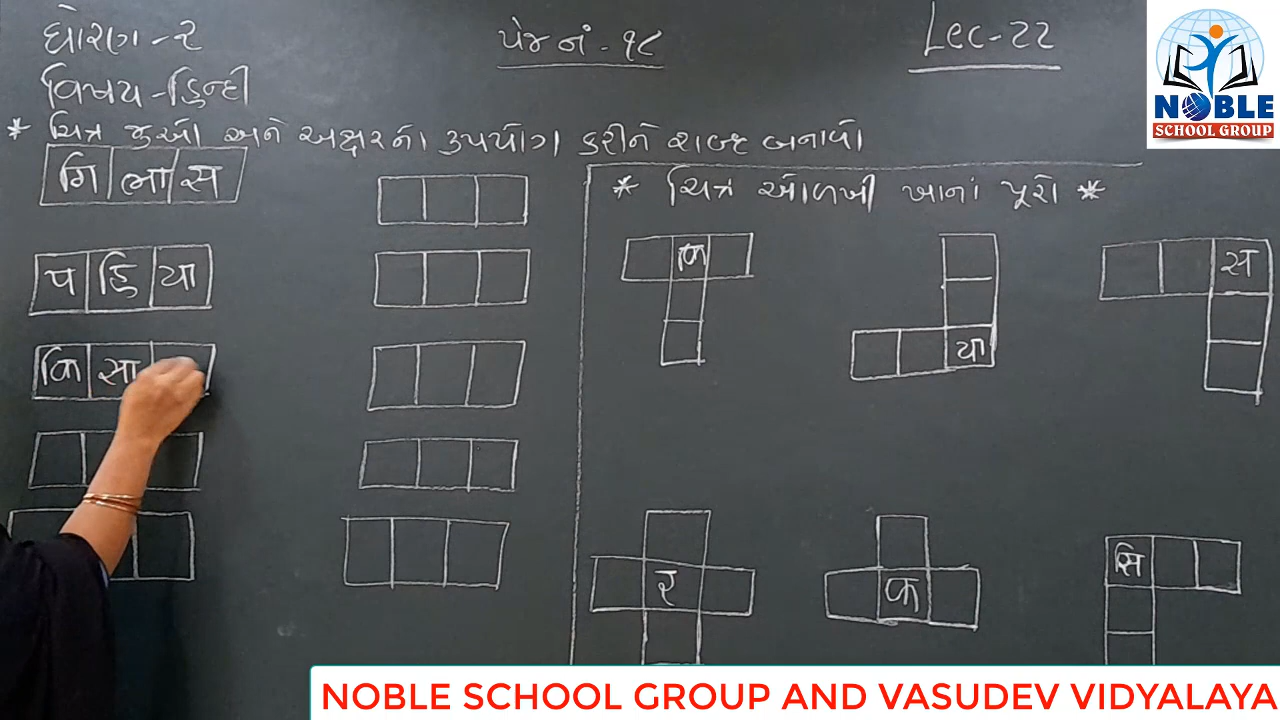 ધોરણ - ૨
પેજ નં - ૧૮
Lec - 22
NOBLE
SCHOOL GROUP
વિષય - હિન્દી
* ચિત્ર જુઓ અને અક્ષરનો ઉપયોગ કરીને શબ્દ બનાવો
गि ला स
प हि या
कि सा
* ચિત્રં ઓળખી ખાનાં પૂરો *
क
या
स
र
क
सि
NOBLE SCHOOL GROUP AND VASUDEV VIDYALAYA